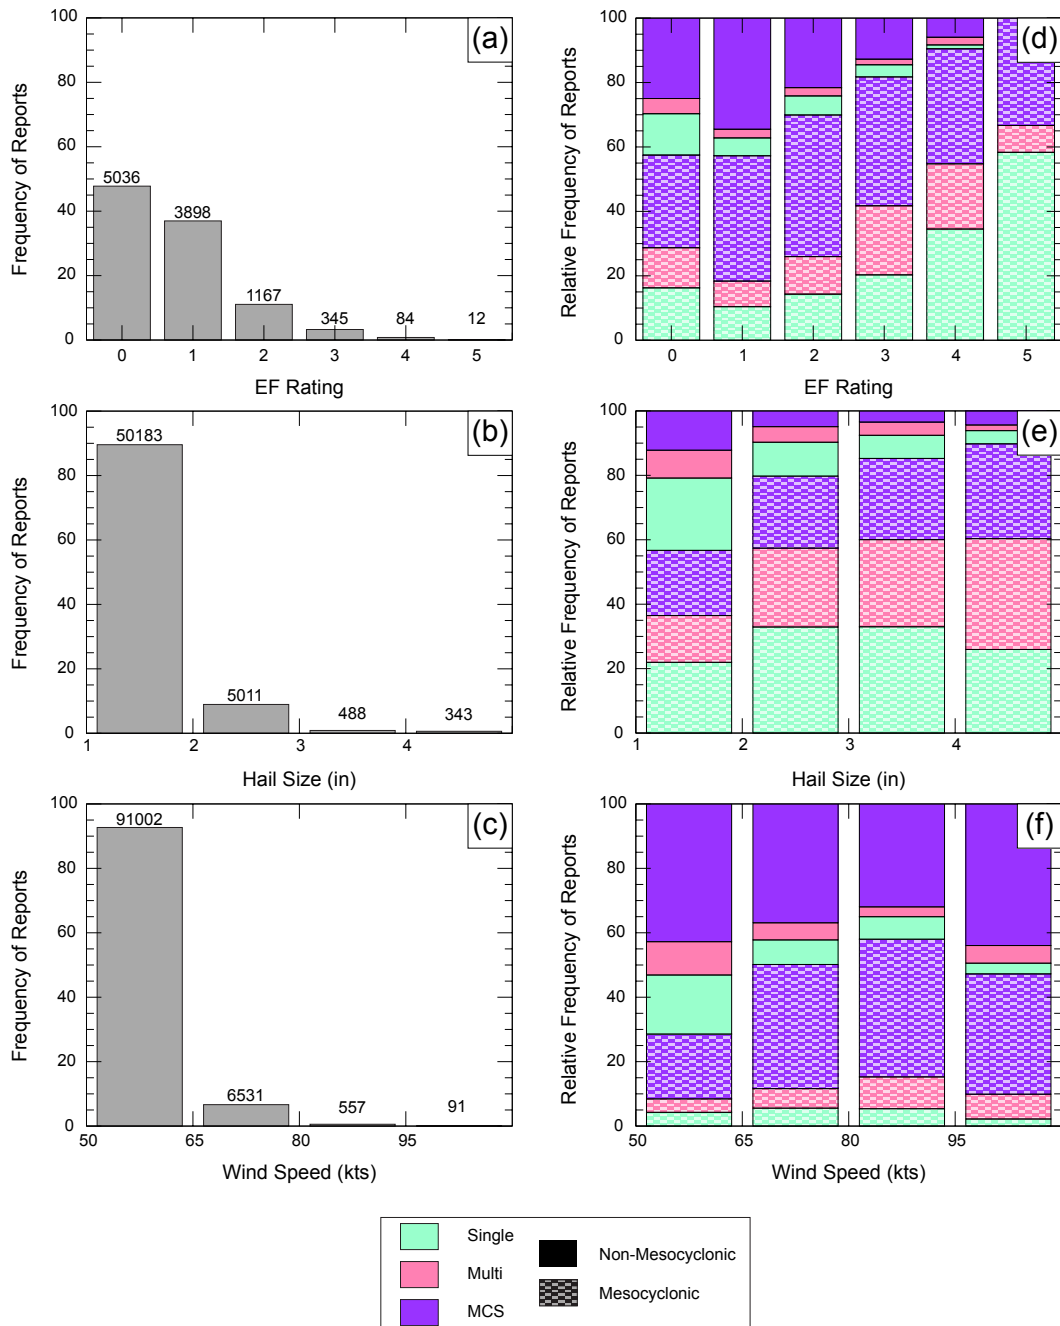 (a)
Frequency of Reports
100
80
60
40
20
0
5036
3898
1167
345
84
12
0 1 2 3 4 5
EF Rating
(d)
Relative Frequency of Reports
100
80
60
40
20
0
0 1 2 3 4 5
EF Rating
(b)
Frequency of Reports
100
80
60
40
20
0
50183
5011
488
343
1 2 3 4
Hail Size (in)
(e)
Relative Frequency of Reports
100
80
60
40
20
0
1 2 3 4
Hail Size (in)
(c)
Frequency of Reports
100
80
60
40
20
0
91002
6531
557
91
50 65 80 95
Wind Speed (kts)
(f)
Relative Frequency of Reports
100
80
60
40
20
0
50 65 80 95
Wind Speed (kts)
Single
Multi
MCS
Non-Mesocyclonic
Mesocyclonic